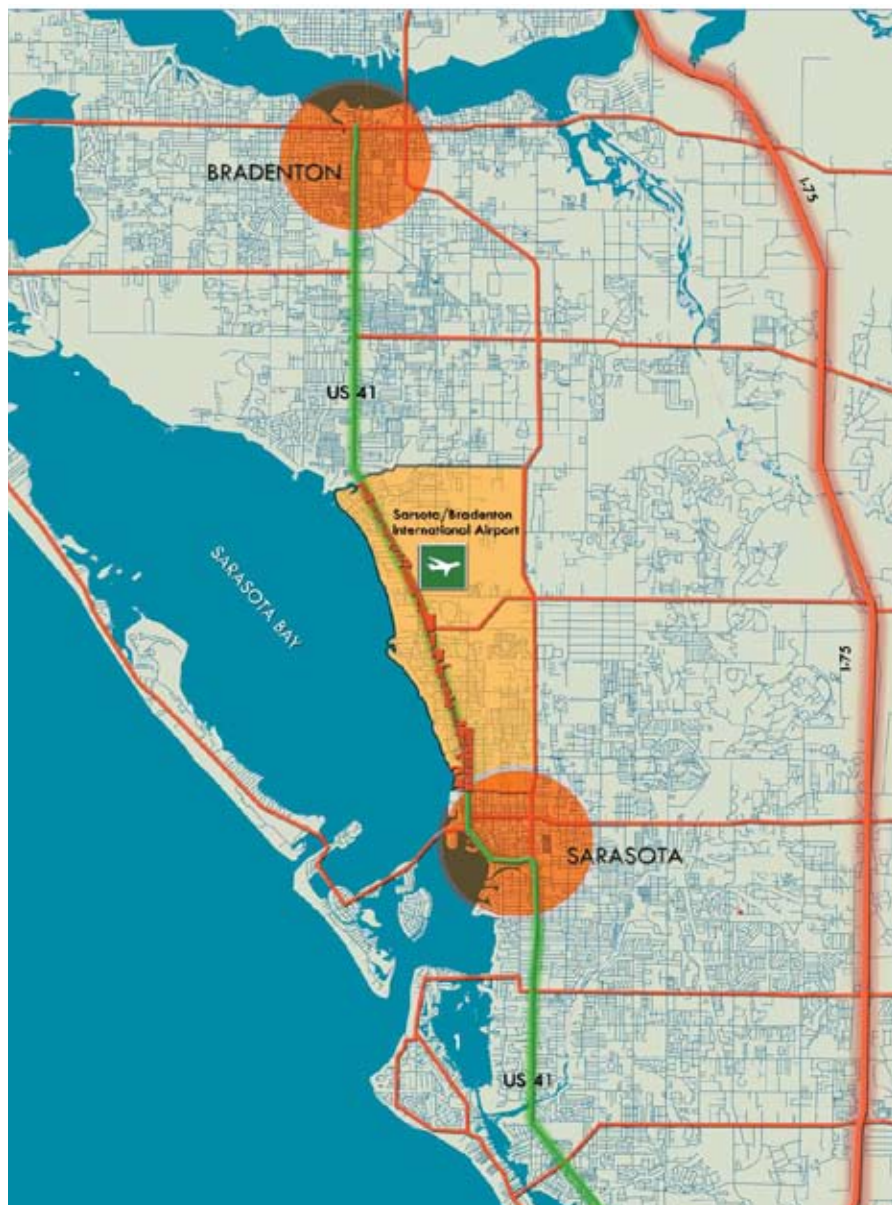 BRADENTON
I-75
US 41
Sarsota/Bradenton
International Airport
SARASOTA BAY
I-75
SARASOTA
US 41